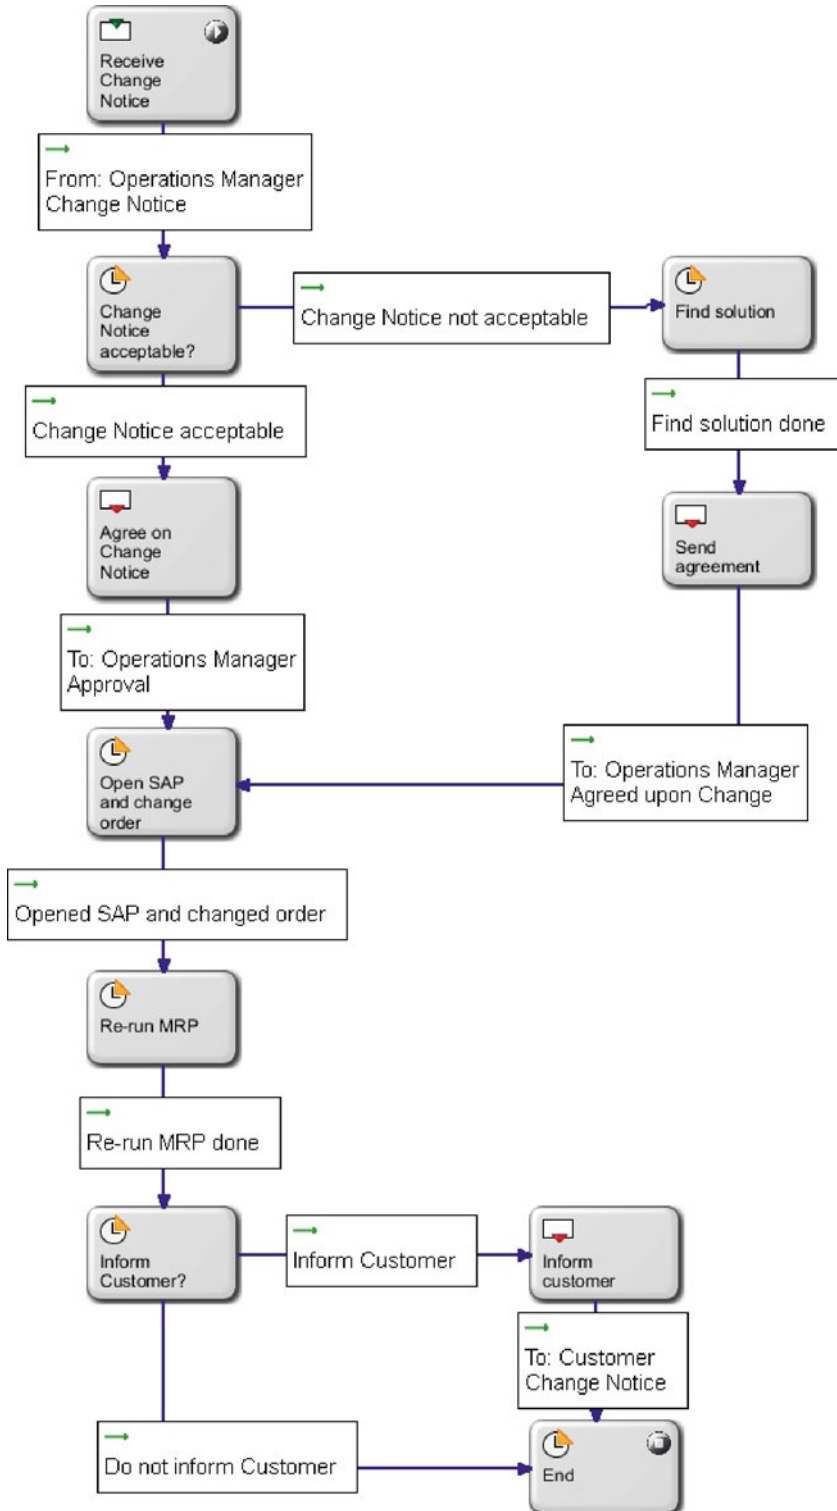 Receive
Change
Notice
From: Operations Manager
Change Notice
Change
Notice
acceptable?
Change Notice not acceptable
Find solution
Change Notice acceptable
Find solution done
Agree on
Change
Notice
Send
agreement
To: Operations Manager
Approval
Open SAP
and change
order
To: Operations Manager
Agreed upon Change
Opened SAP and changed order
Re-run MRP
Re-run MRP done
Inform
Customer?
Inform Customer
Inform
customer
To: Customer
Change Notice
Do not inform Customer
End